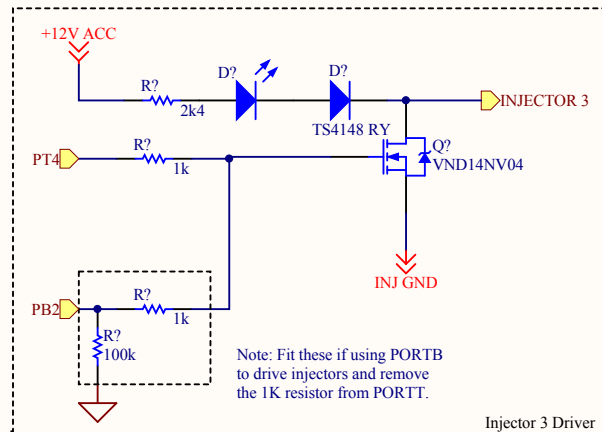 +12V ACC
R?
2k4
D?
D?
TS4148 RY
INJECTOR 3
PT4
R?
1k
Q?
VND14NV04
INJ GND
PB2
R?
1k
R?
100k
Note: Fit these if using PORTB
to drive injectors and remove
the 1K resistor from PORTT.
Injector 3 Driver